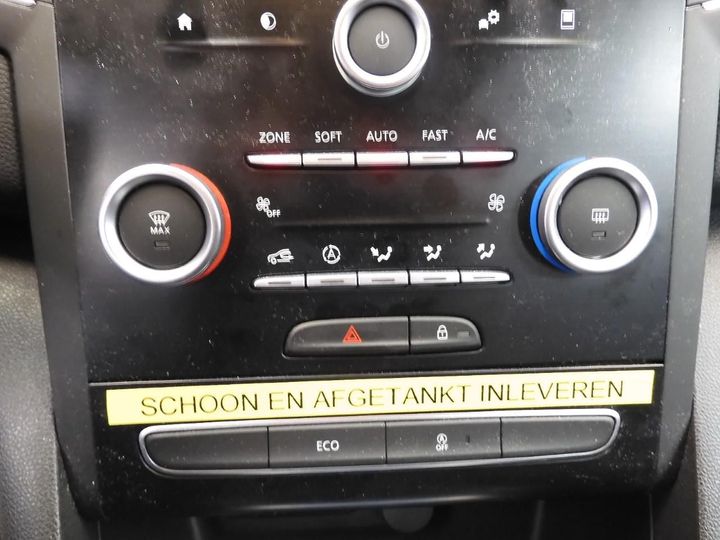 ZONE SOFT AUTO FAST A/C
MAX
OFF
A
SCHOON EN AFGETANKT INLEVEREN
ECO
A
OFF